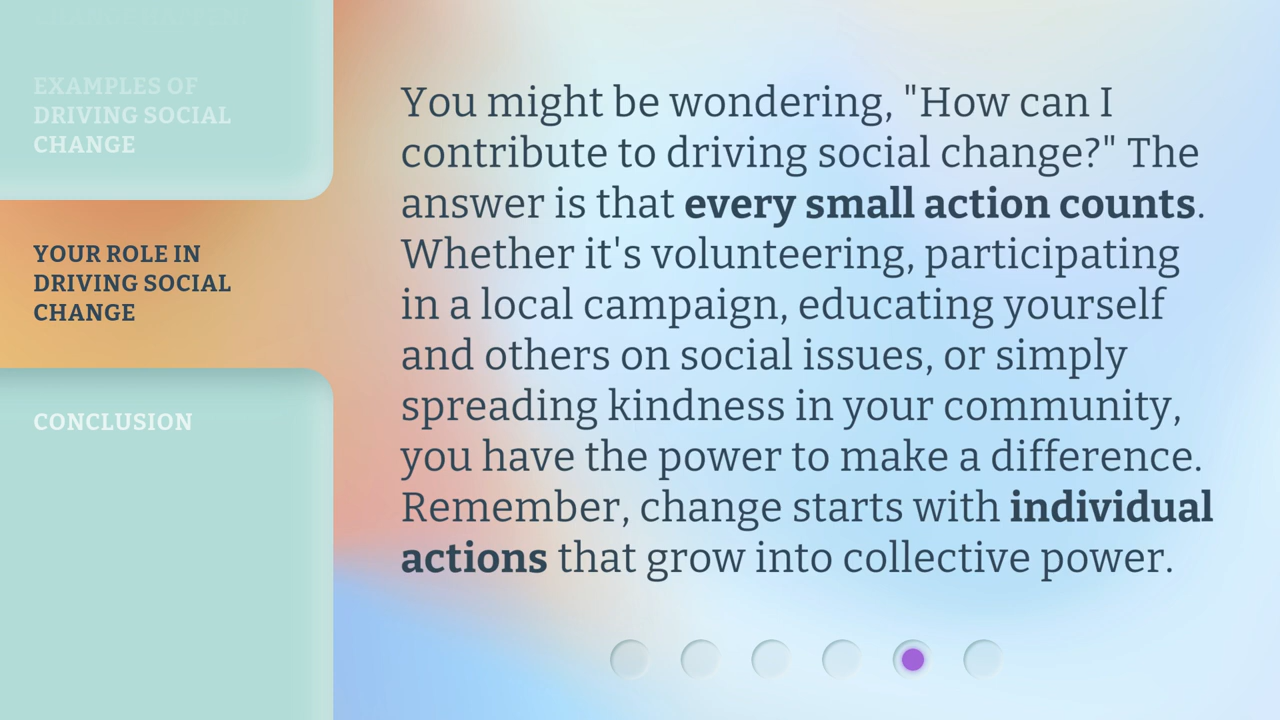 EXAMPLES OF
DRIVING SOCIAL
CHANGE
YOUR ROLE IN
DRIVING SOCIAL
CHANGE
CONCLUSION
You might be wondering, "How can I
contribute to driving social change?" The
answer is that every small action counts.
Whether it's volunteering, participating
in a local campaign, educating yourself
and others on social issues, or simply
spreading kindness in your community,
you have the power to make a difference.
Remember, change starts with individual
actions that grow into collective power.